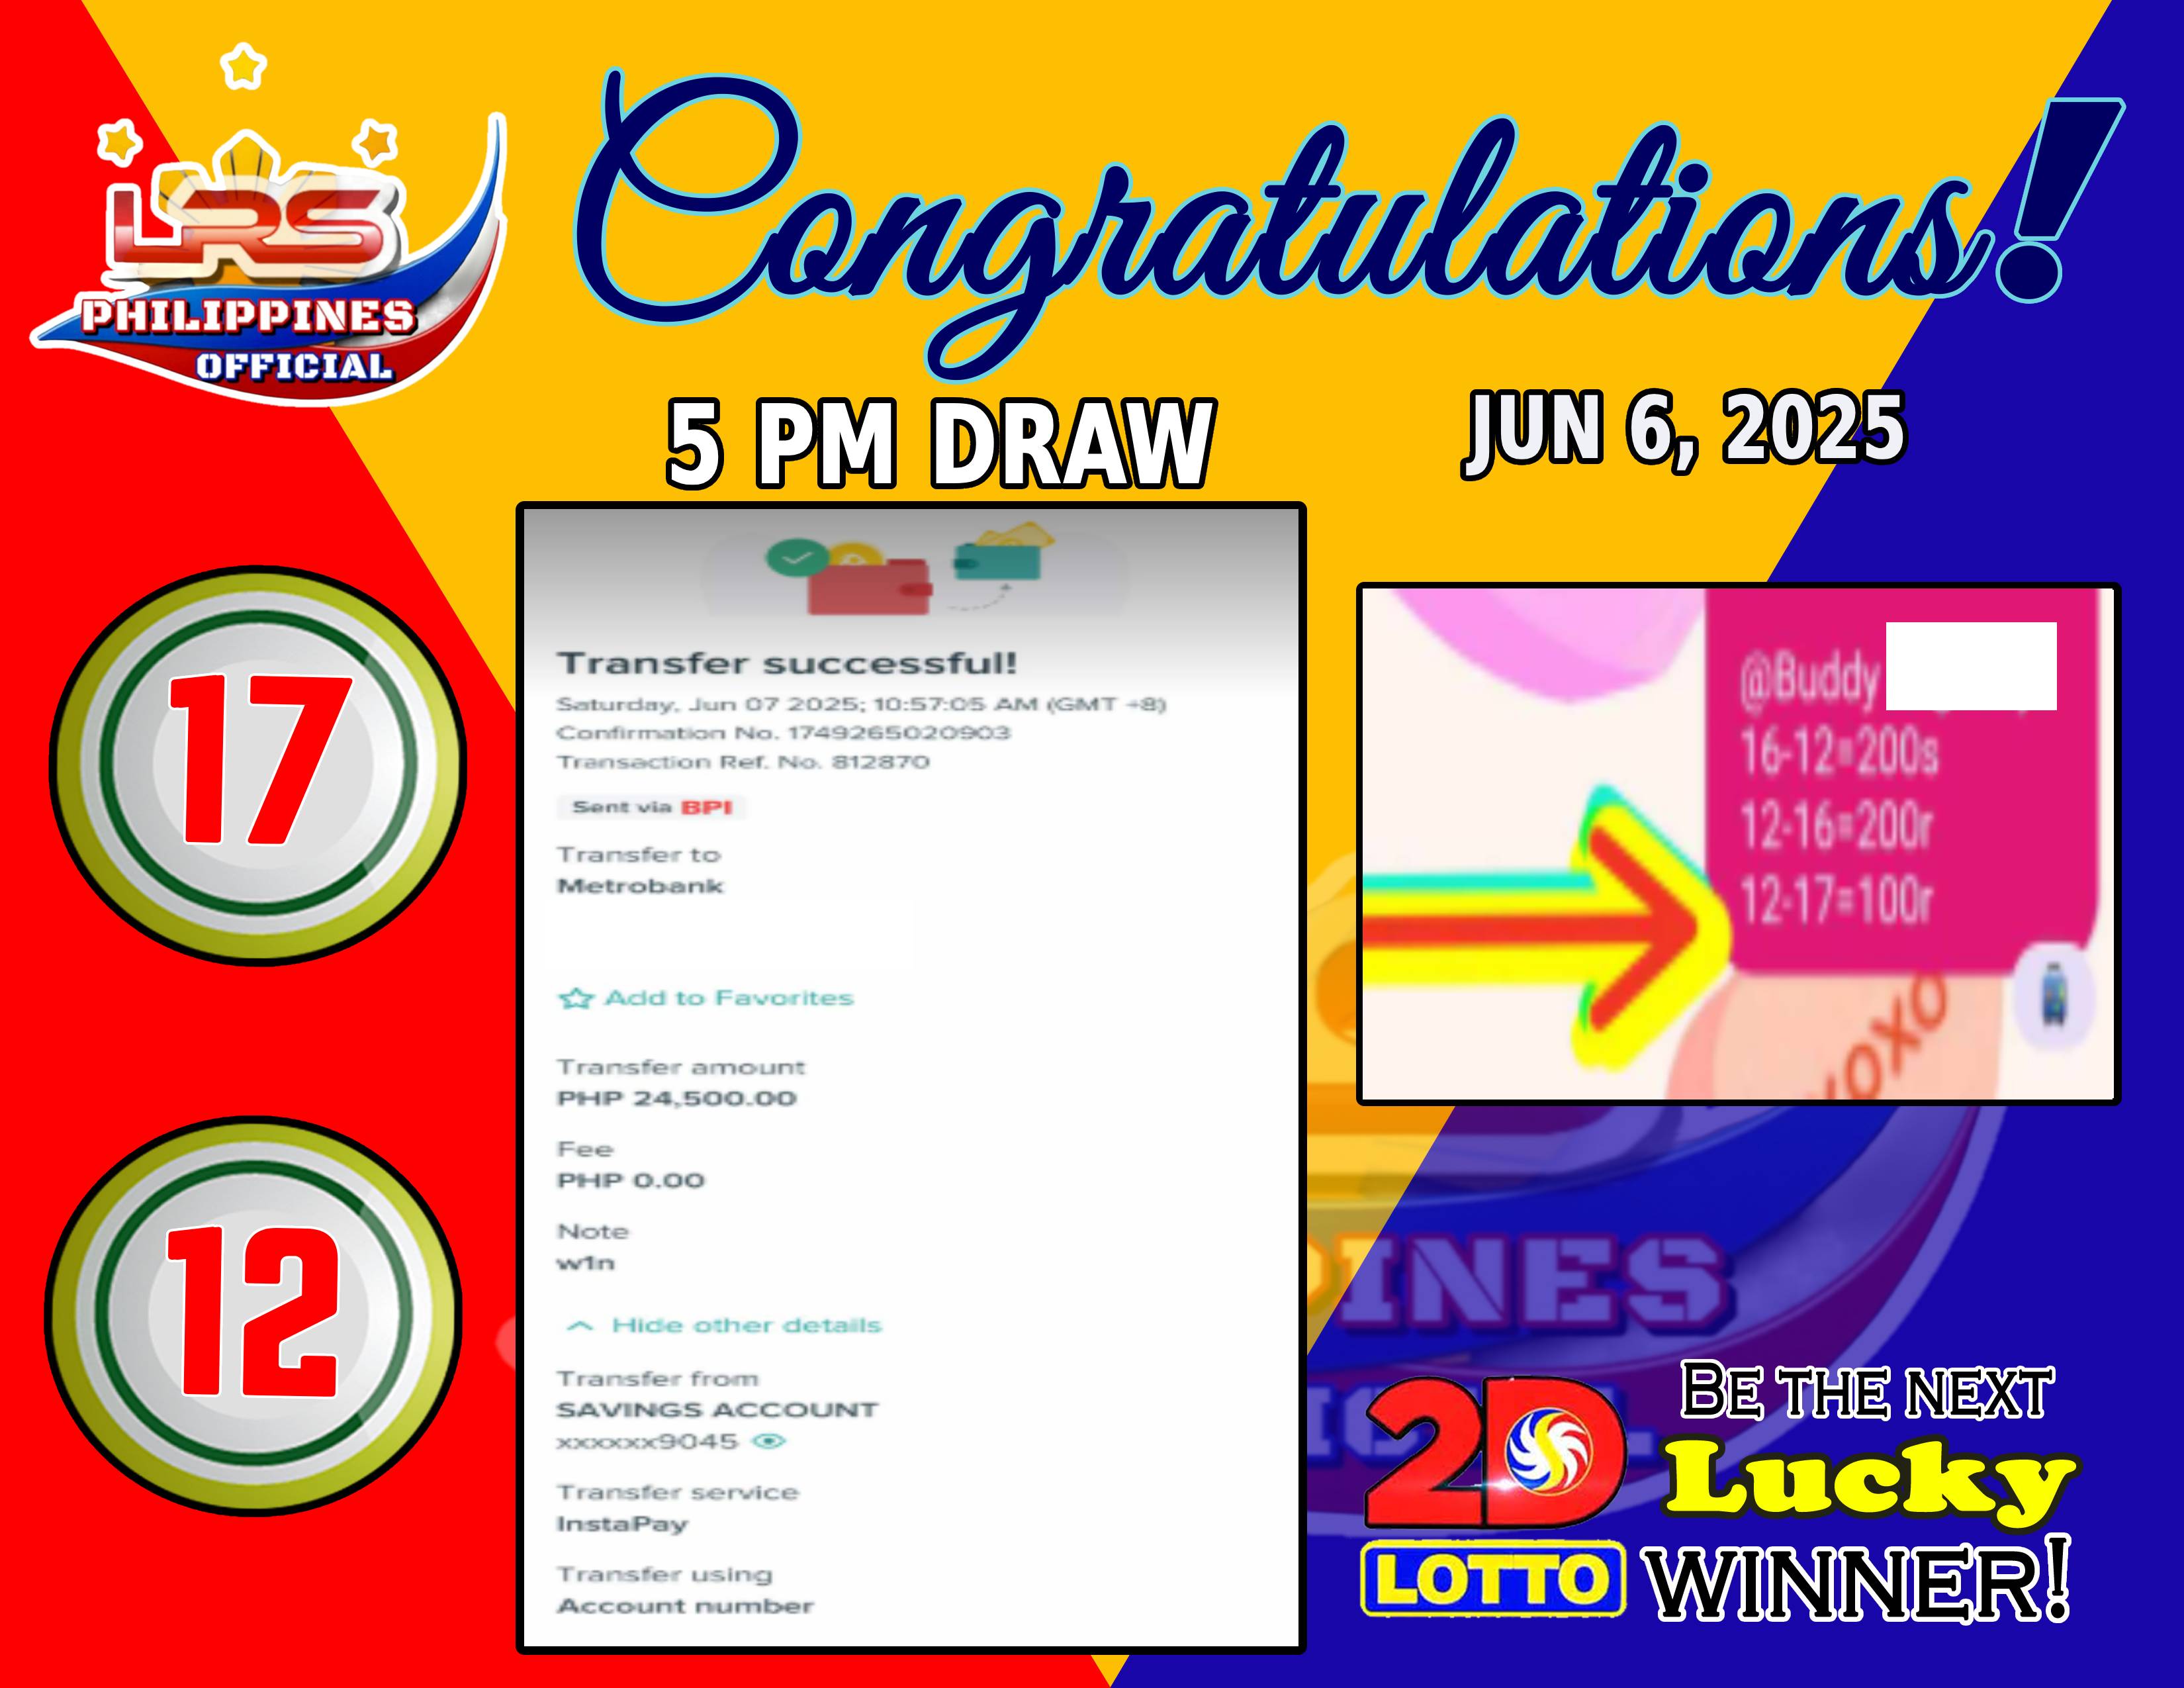 LRS
PHILIPPINES
OFFICIAL
Congratulations!
5 PM DRAW
JUN 6, 2025
17
12
Transfer successful!
Saturday, Jun 07 2025; 10:57:05 AM (GMT +8)
Confirmation No. 1749265020903
Transaction Ref. No. 812870
Sent via BPI
Transfer to
Metrobank
Add to Favorites
Transfer amount
PHP 24,500.00
Fee
PHP 0.00
Note
w1n
Hide other details
Transfer from
SAVINGS ACCOUNT
xxxxxx9045
Transfer service
InstaPay
Transfer using
Account number
@Buddy
16-12=200s
12-16=200r
12-17=100r
XOXO
PINES
2D
LOTTO
BE THE NEXT
Lucky
WINNER!